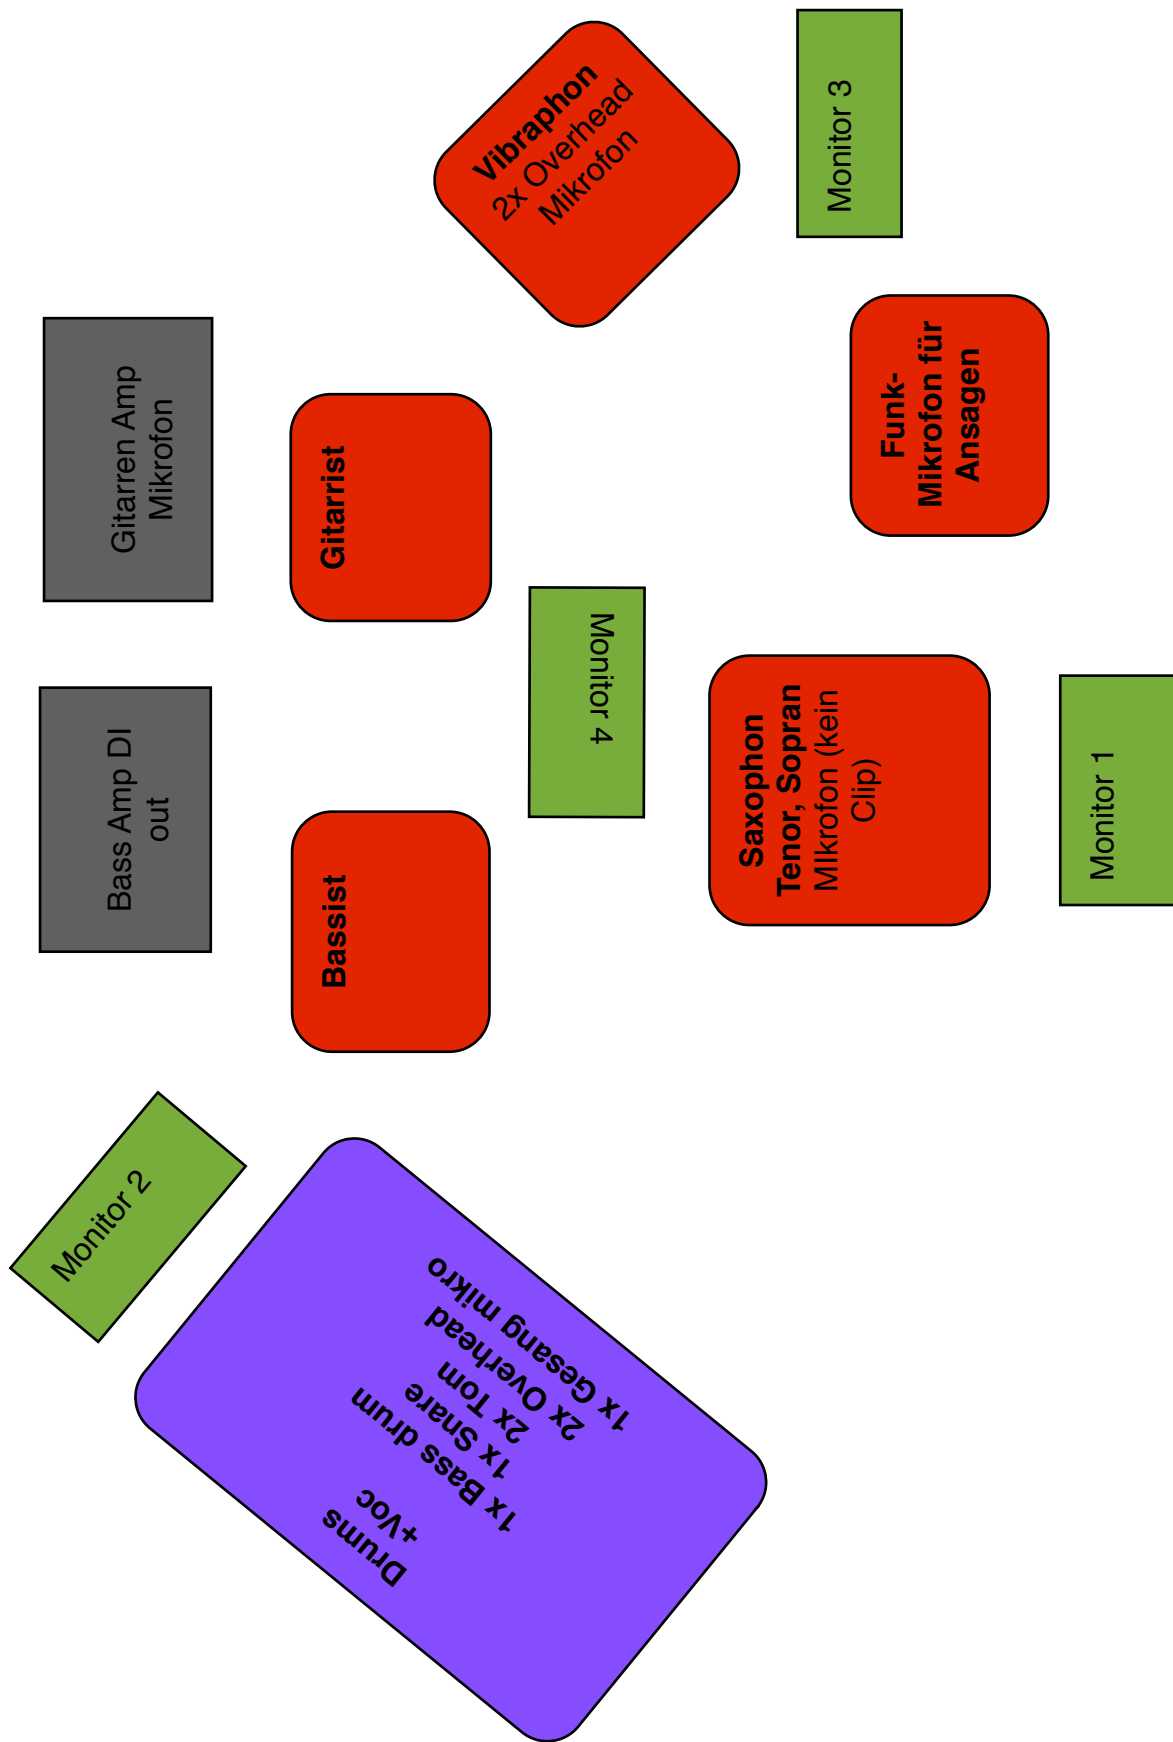 Gitarren Amp
Mikrofon
Bass Amp DI
out
Monitor 2
Vibraphon
2x Overhead
Mikrofon
Gitarrist
Bassist
Drums
+Voc
1x Bass drum
1x Snare
2x Tom
2x Overhead
1x Gesang mikro
Monitor 4
Monitor 3
Funk-
Mikrofon für
Ansagen
Saxophon
Tenor, Sopran
MIkrofon (kein
Clip)
Monitor 1